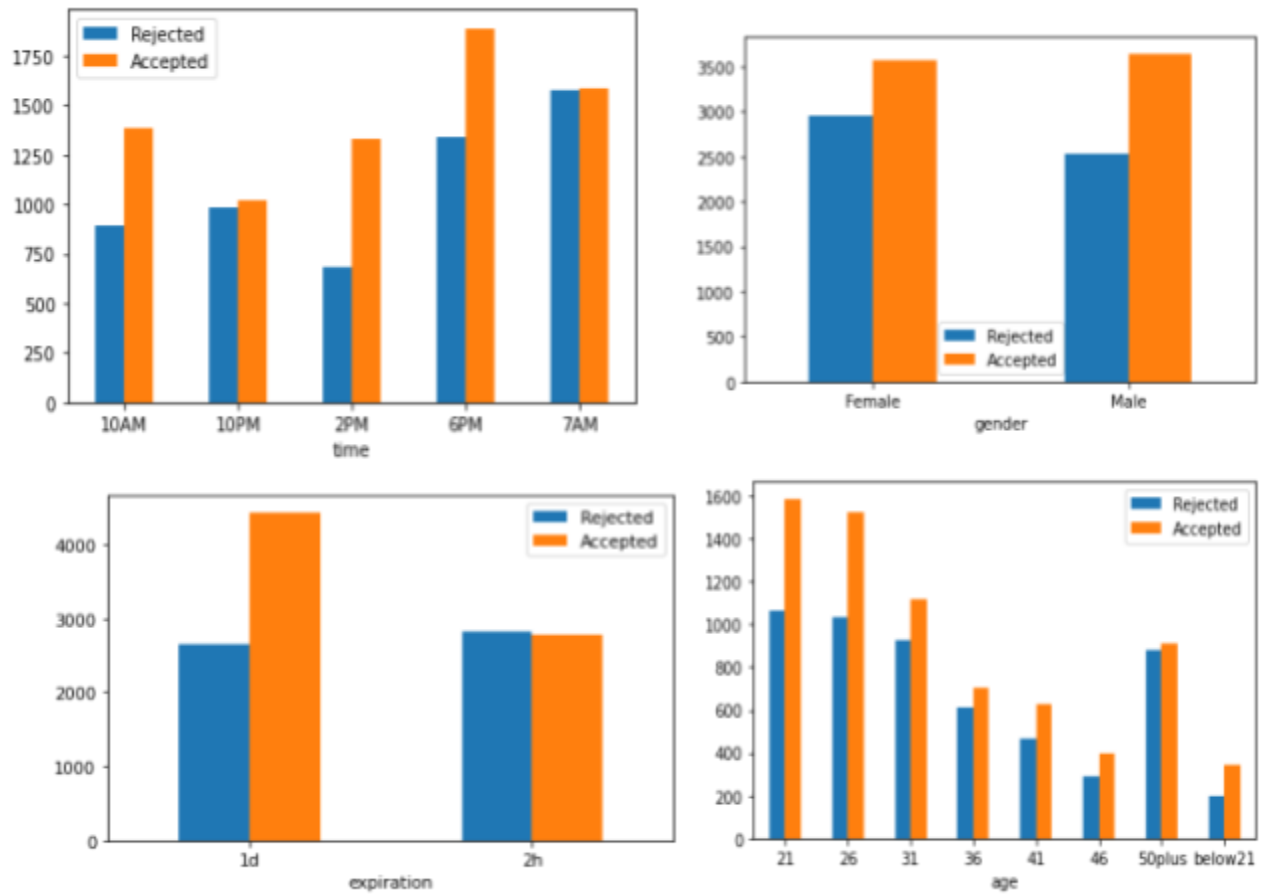 1750
1500
1250
1000
750
500
250
0
Rejected
Accepted
10AM 10PM 2PM 6PM 7AM
time
3500
3000
2500
2000
1500
1000
500
0
Rejected
Accepted
Female Male
gender
4000
3000
2000
1000
0
Rejected
Accepted
1d 2h
expiration
1600
1400
1200
1000
800
600
400
200
0
Rejected
Accepted
21 26 31 36 41 46 50plus below21
age